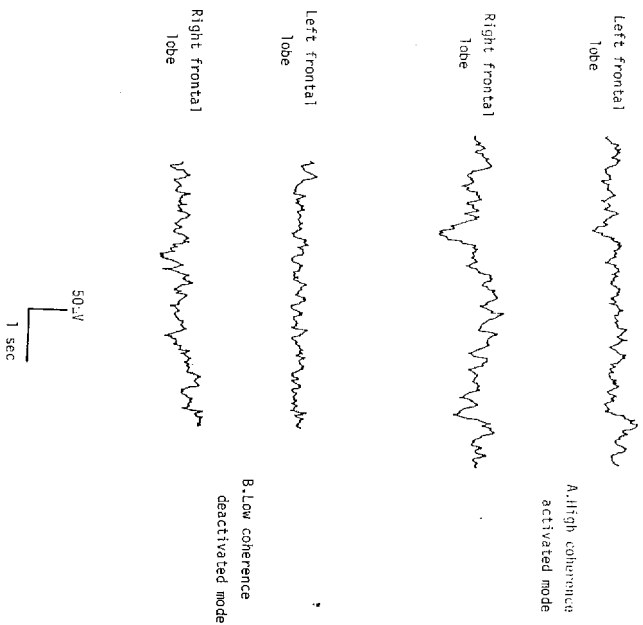 Left frontal
lobe
A.High coherence
activated mode
Right frontal
lobe
Left frontal
lobe
B.Low coherence
deactivated mode
Right frontal
lobe
50µV
1 sec